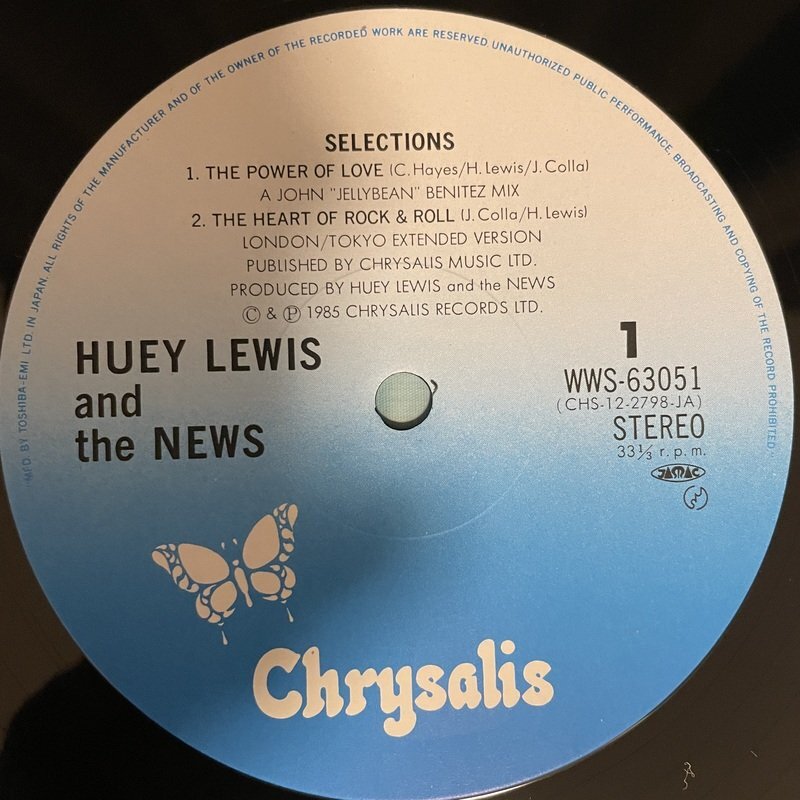 "MFD. BY TOSHIBA-EMI LTD. IN JAPAN. ALL RIGHTS OF THE MANUFACTURER AND OF THE OWNER OF THE RECORDED WORK ARE RESERVED. UNAUTHORIZED PUBLIC PERFORMANCE, BROADCASTING AND COPYING OF THE RECORD PROHIBITED."
SELECTIONS
1. THE POWER OF LOVE (C. Hayes/H. Lewis/J. Colla)
A JOHN "JELLYBEAN" BENITEZ MIX
2. THE HEART OF ROCK & ROLL (J. Colla/H. Lewis)
LONDON/TOKYO EXTENDED VERSION
PUBLISHED BY CHRYSALIS MUSIC LTD.
PRODUCED BY HUEY LEWIS and the NEWS
Ⓒ & Ⓟ 1985 CHRYSALIS RECORDS LTD.
HUEY LEWIS
and
the NEWS
1
WWS-63051
(CHS-12-2798-JA)
STEREO
33 1/3 r. p. m.
JASRAC
Chrysalis